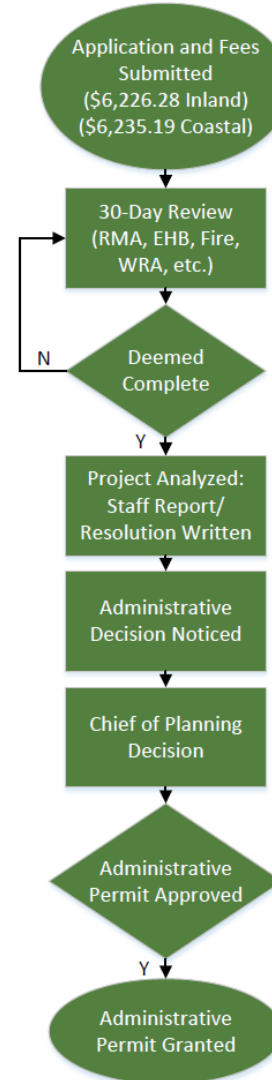 Application and Fees
Submitted
($6,226.28 Inland)
($6,235.19 Coastal)
30-Day Review
(RMA, EHB, Fire,
WRA, etc.)
N
Deemed
Complete
Y
Project Analyzed:
Staff Report/
Resolution Written
Administrative
Decision Noticed
Chief of Planning
Decision
Administrative
Permit Approved
Y
Administrative
Permit Granted